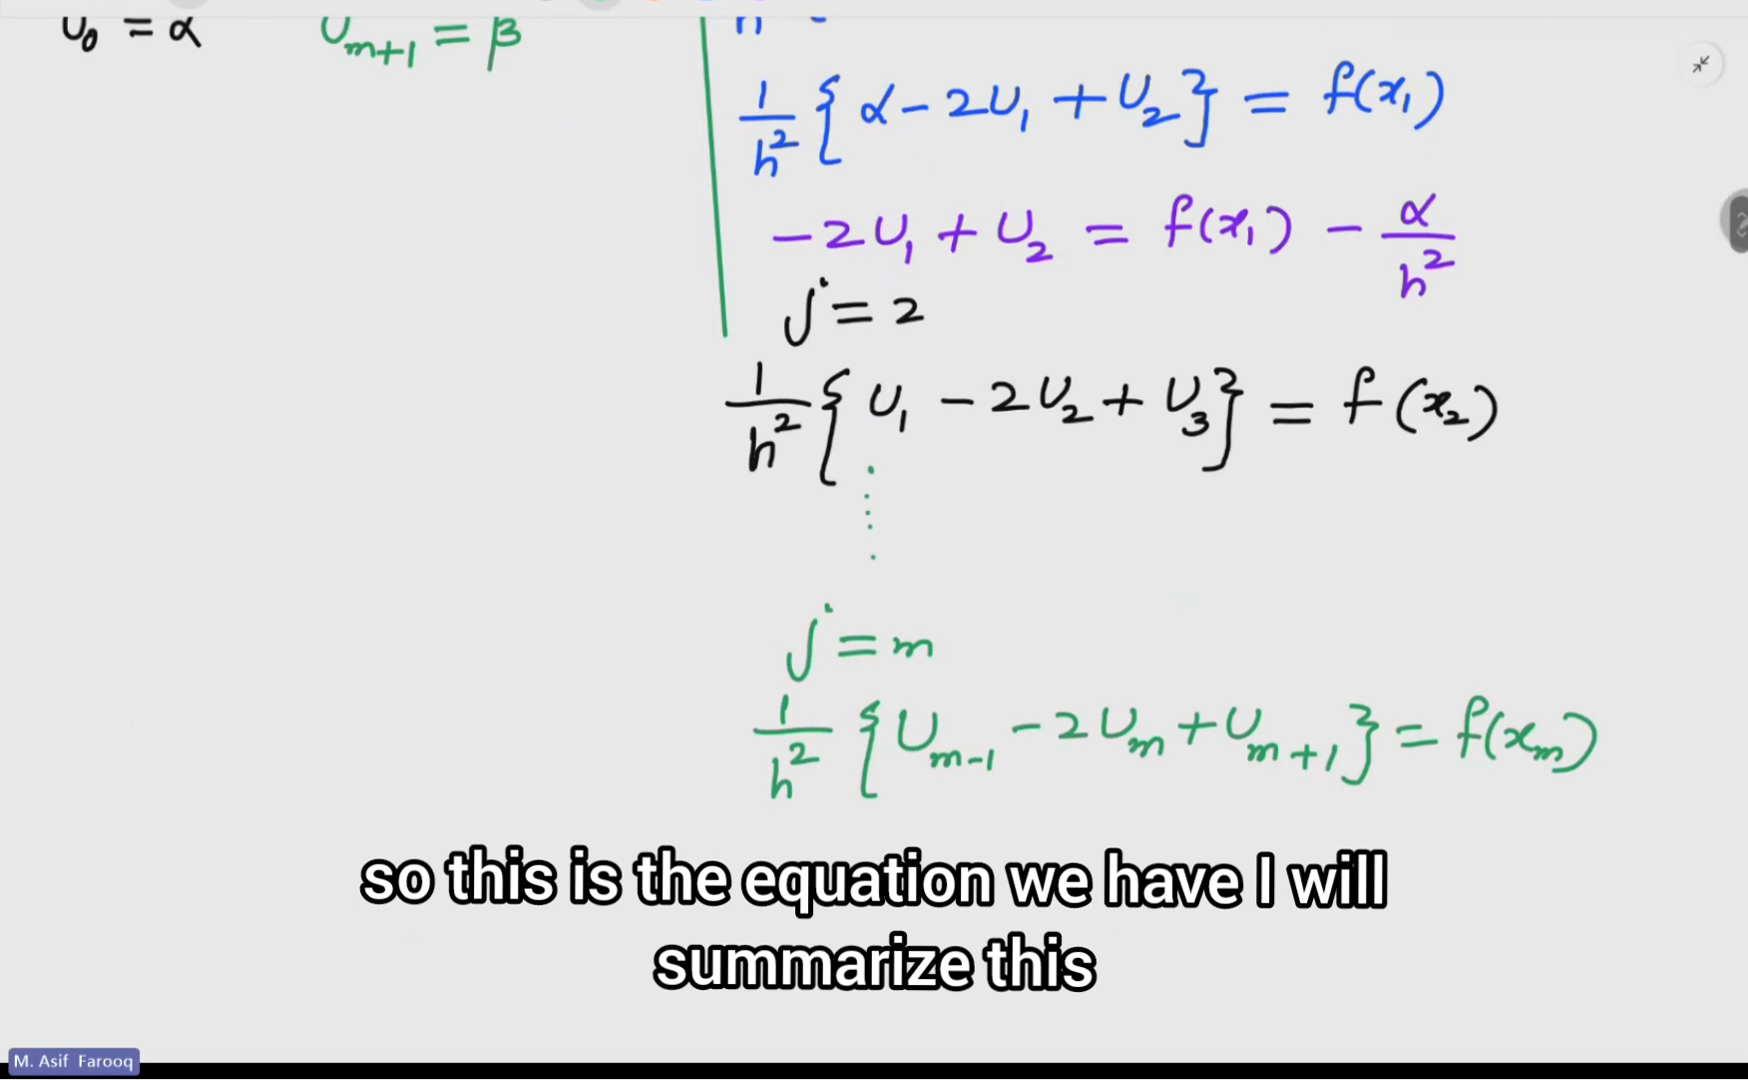 U₀ = α    U_{m+1} = β
1/h² { α - 2U₁ + U₂ } = f(x₁)
- 2U₁ + U₂ = f(x₁) - α/h²
j = 2
1/h² { U₁ - 2U₂ + U₃ } = f(x₂)
j = m
1/h² { U_{m-1} - 2U_m + U_{m+1} } = f(x_m)
so this is the equation we have I will
summarize this
M. Asif Farooq